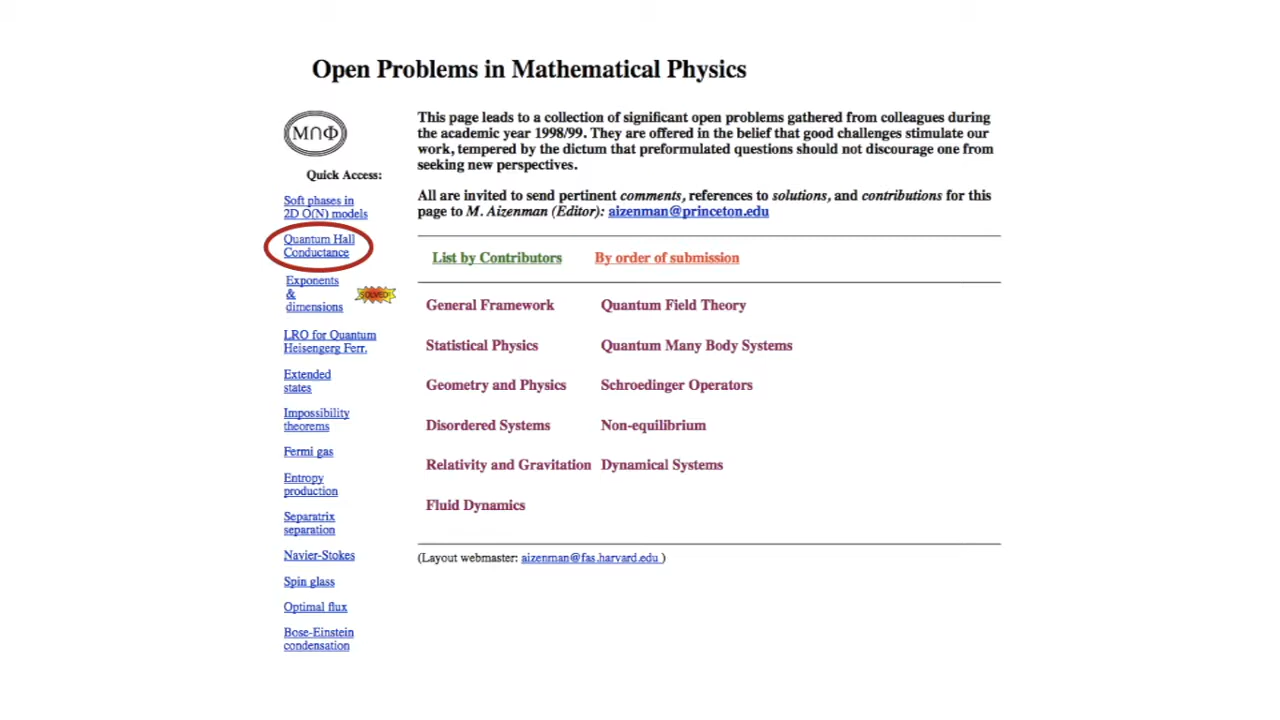 Open Problems in Mathematical Physics
M∩Φ
Quick Access:
Soft phases in
2D O(N) models
Quantum Hall
Conductance
Exponents
&
dimensions
SOLVED!
LRO for Quantum
Heisengerg Ferr.
Extended
states
Impossibility
theorems
Fermi gas
Entropy
production
Separatrix
separation
Navier-Stokes
Spin glass
Optimal flux
Bose-Einstein
condensation
This page leads to a collection of significant open problems gathered from colleagues during
the academic year 1998/99. They are offered in the belief that good challenges stimulate our
work, tempered by the dictum that preformulated questions should not discourage one from
seeking new perspectives.
All are invited to send pertinent comments, references to solutions, and contributions for this
page to M. Aizenman (Editor): aizenman@princeton.edu
List by Contributors By order of submission
General Framework Quantum Field Theory
Statistical Physics Quantum Many Body Systems
Geometry and Physics Schroedinger Operators
Disordered Systems Non-equilibrium
Relativity and Gravitation Dynamical Systems
Fluid Dynamics
(Layout webmaster: aizenman@fas.harvard.edu )